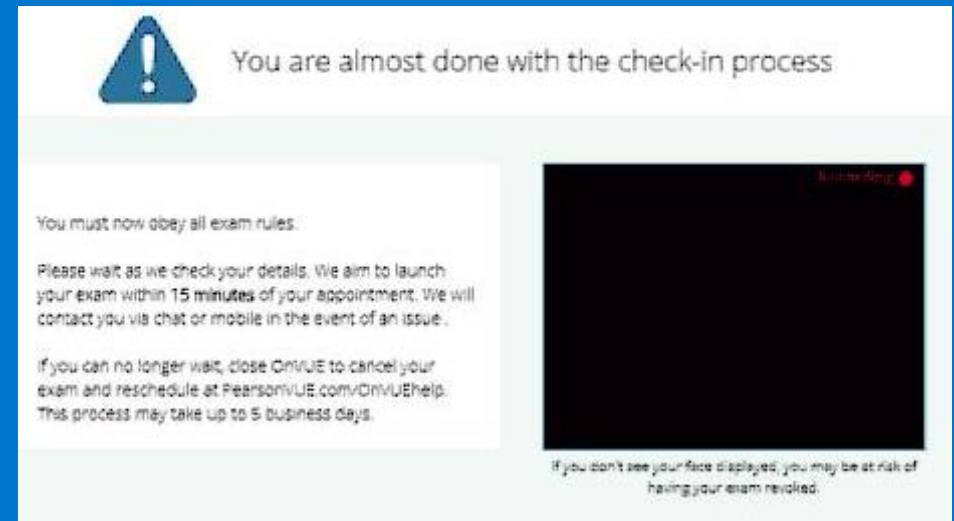 You are almost done with the check-in process
You must now obey all exam rules.
Please wait as we check your details. We aim to launch
your exam within 15 minutes of your appointment. We will
contact you via chat or mobile in the event of an issue .
If you can no longer wait, close OnVUE to cancel your
exam and reschedule at PearsonVUE.com/OnVUEhelp.
This process may take up to 5 business days.
Recording
If you don't see your face displayed, you may be at risk of
having your exam revoked.